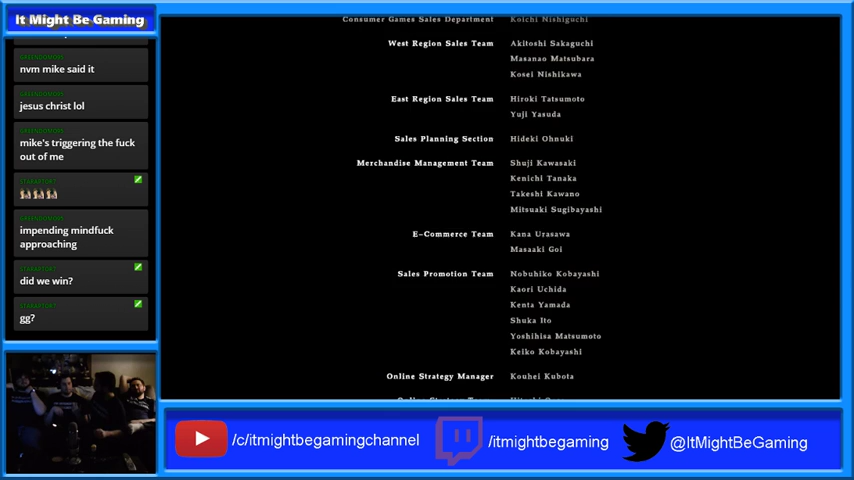 It Might Be Gaming
nvm mike said it
jesus christ lol
mike's triggering the fuck
out of me
impending mindfuck
approaching
did we win?
gg?
Consumer Games Sales Department Koichi Nishiguchi
West Region Sales Team Akitoshi Sakaguchi
Masanao Matsubara
Kosei Nishikawa
East Region Sales Team Hiroki Tatsumoto
Yuji Yasuda
Sales Planning Section Hideki Ohnuki
Merchandise Management Team Shuji Kawasaki
Kenichi Tanaka
Takeshi Kawano
Mitsuaki Sugibayashi
E-Commerce Team Kana Urasawa
Masaaki Goi
Sales Promotion Team Nobuhiko Kobayashi
Kaori Uchida
Kenta Yamada
Shuka Ito
Yoshihisa Matsumoto
Keiko Kobayashi
Online Strategy Manager Kouhei Kubota
/c/itmightbegamingchannel
/itmightbegaming
@ItMightBeGaming